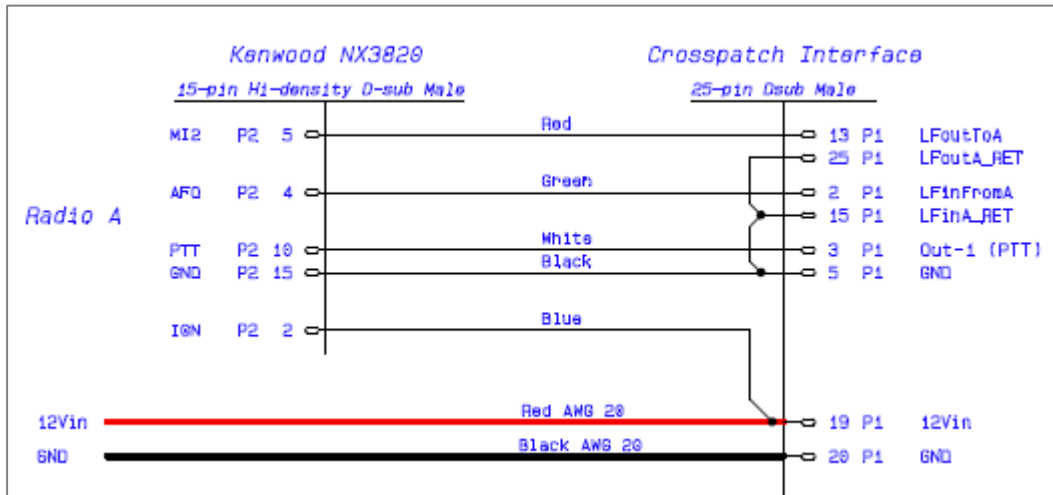 Kenwood NX3820 Crosspatch Interface
15-pin Hi-density D-sub Male 25-pin Dsub Male
MI2 P2 5 Red 13 P1 LFoutToA
25 P1 LFoutA_RET
AFO P2 4 Green 2 P1 LFinFromA
Radio A 15 P1 LFinA_RET
PTT P2 10 White 3 P1 Out-1 (PTT)
GND P2 15 Black 5 P1 GND
IGN P2 2 Blue
12Vin Red AWG 20 19 P1 12Vin
GND Black AWG 20 20 P1 GND